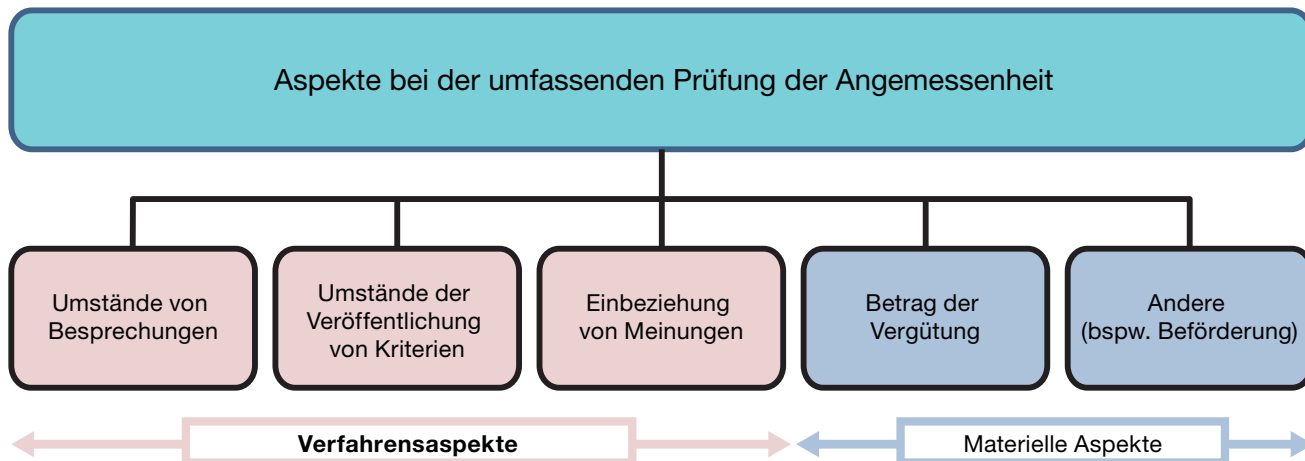 Aspekte bei der umfassenden Prüfung der Angemessenheit
Umstände von
Besprechungen
Umstände der
Veröffentlichung
von Kriterien
Einbeziehung
von Meinungen
Betrag der
Vergütung
Andere
(bspw. Beförderung)
Verfahrensaspekte
Materielle Aspekte